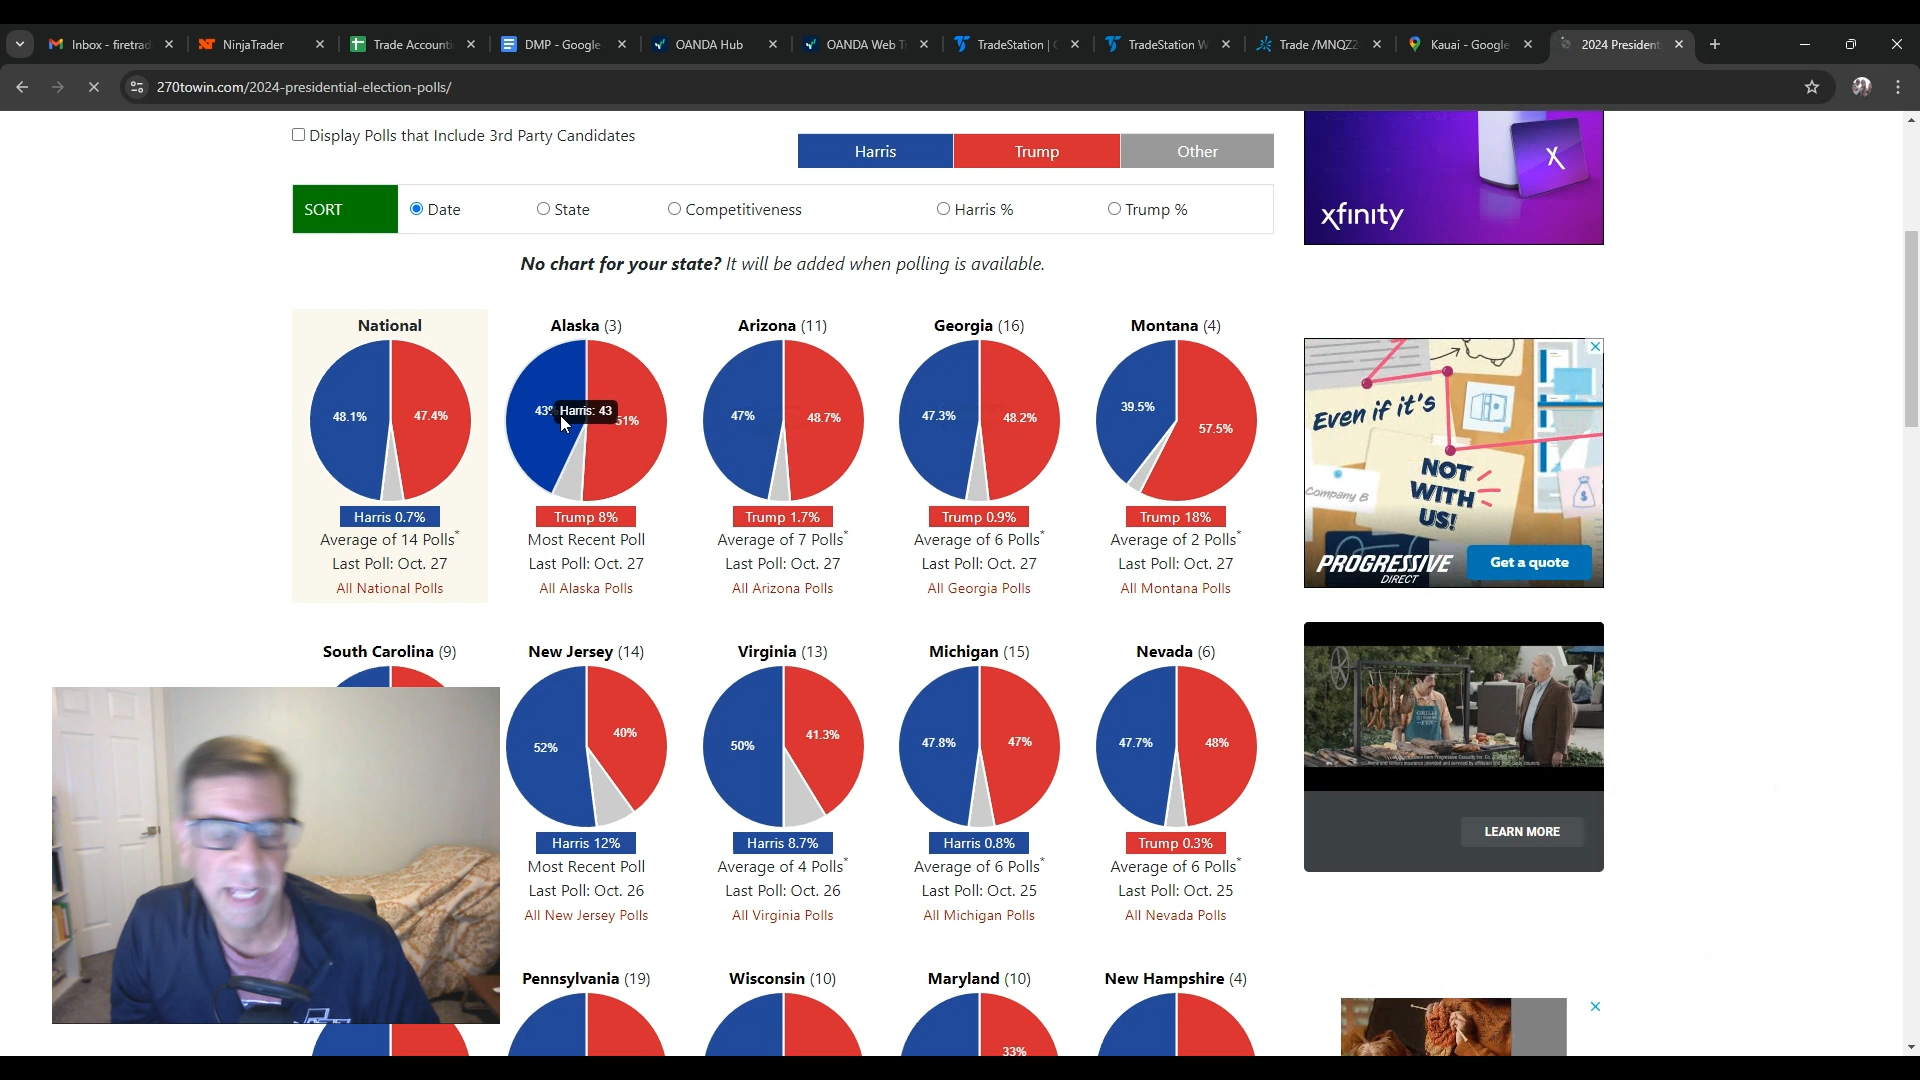 Inbox - firetrad
NinjaTrader
Trade Accounti
DMP - Google
OANDA Hub
OANDA Web T
TradeStation |
TradeStation W
Trade /MNQZ2
Kauai - Google
2024 President
270towin.com/2024-presidential-election-polls/
Display Polls that Include 3rd Party Candidates
Harris Trump Other
SORT Date State Competitiveness Harris % Trump %
No chart for your state? It will be added when polling is available.
National Alaska (3) Arizona (11) Georgia (16) Montana (4)
48.1% 47.4% 43% Harris: 43 51% 47% 48.7% 47.3% 48.2% 39.5% 57.5%
Harris 0.7% Trump 8% Trump 1.7% Trump 0.9% Trump 18%
Average of 14 Polls* Most Recent Poll Average of 7 Polls* Average of 6 Polls* Average of 2 Polls*
Last Poll: Oct. 27 Last Poll: Oct. 27 Last Poll: Oct. 27 Last Poll: Oct. 27 Last Poll: Oct. 27
All National Polls All Alaska Polls All Arizona Polls All Georgia Polls All Montana Polls
South Carolina (9) New Jersey (14) Virginia (13) Michigan (15) Nevada (6)
52% 40% 50% 41.3% 47.8% 47% 47.7% 48%
Harris 12% Harris 8.7% Harris 0.8% Trump 0.3%
Most Recent Poll Average of 4 Polls* Average of 6 Polls* Average of 6 Polls*
Last Poll: Oct. 26 Last Poll: Oct. 26 Last Poll: Oct. 25 Last Poll: Oct. 25
All New Jersey Polls All Virginia Polls All Michigan Polls All Nevada Polls
Pennsylvania (19) Wisconsin (10) Maryland (10) New Hampshire (4)
33%
X
xfinity
Even if it's
NOT
WITH
US!
Company B
PROGRESSIVE
DIRECT
Get a quote
LEARN MORE